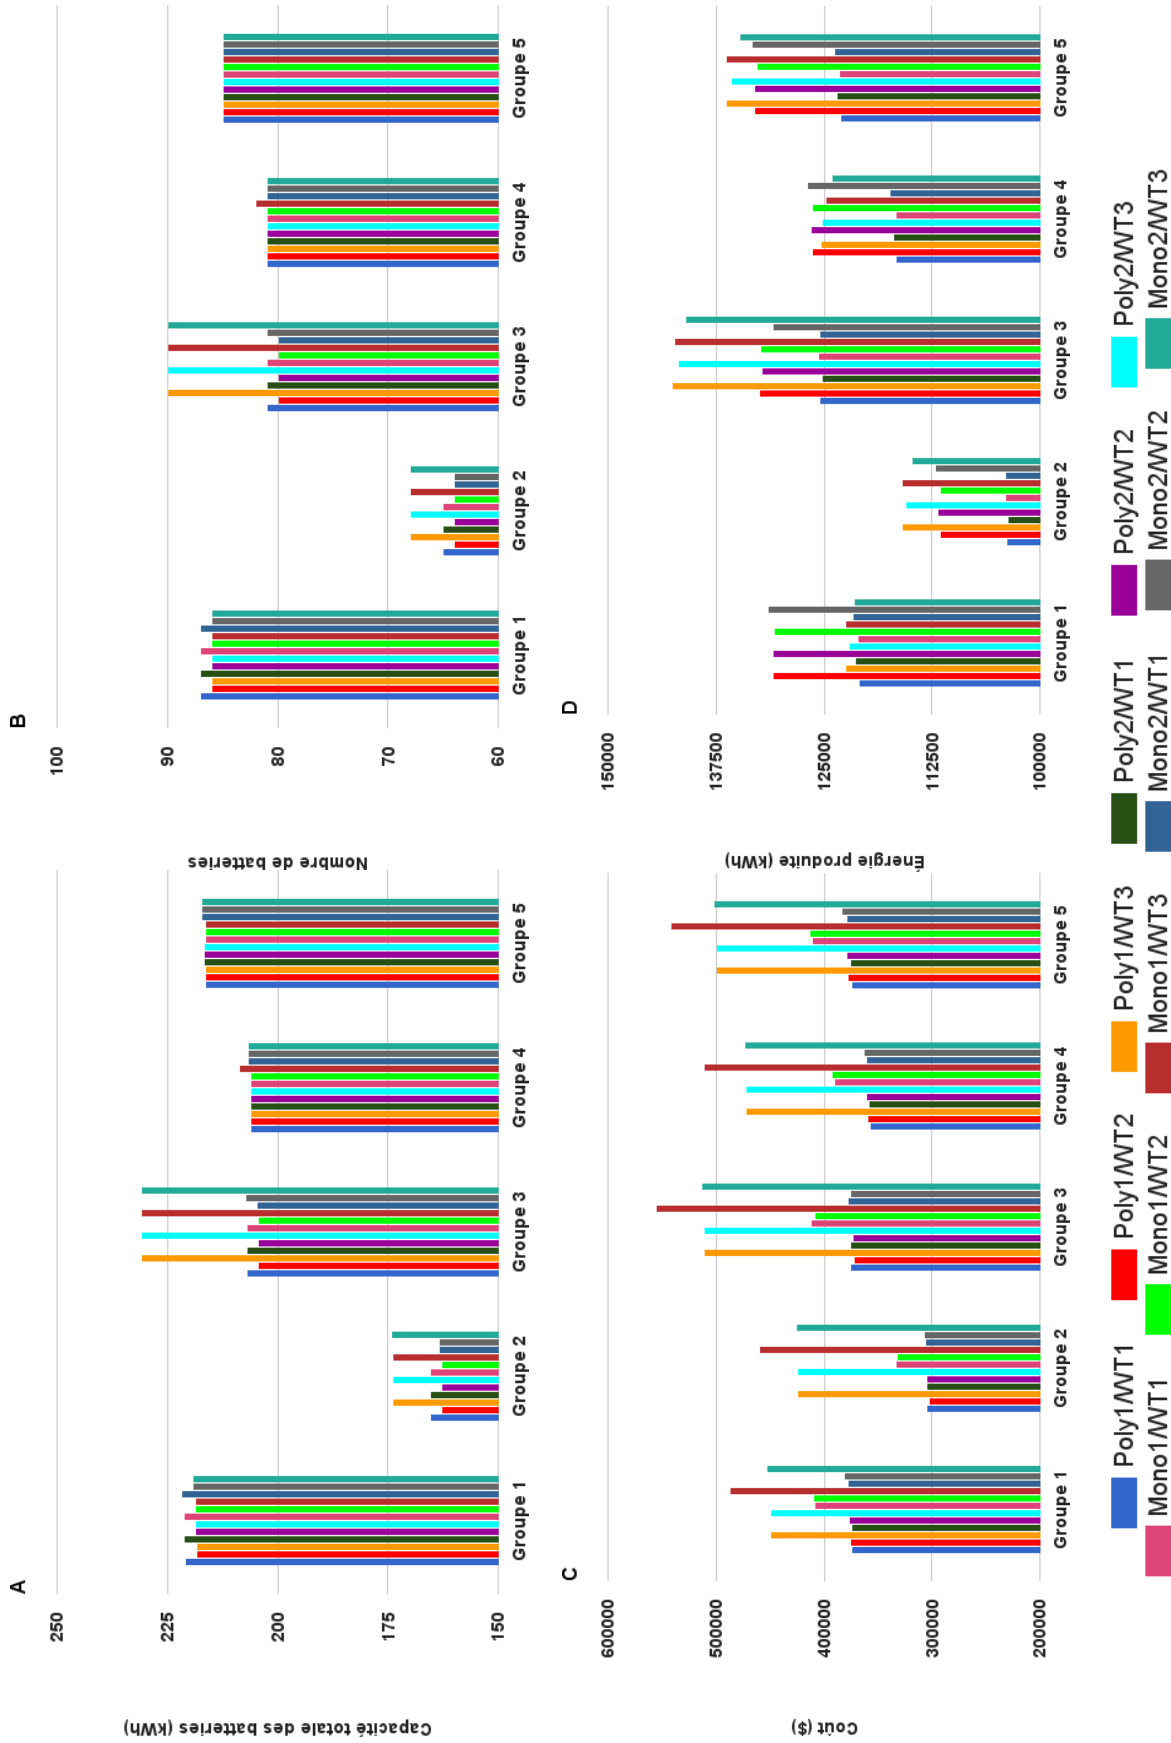 A
Capacité totale des batteries (kWh)
250
225
200
175
150
Groupe 1
Groupe 2
Groupe 3
Groupe 4
Groupe 5
B
Nombre de batteries
100
90
80
70
60
Groupe 1
Groupe 2
Groupe 3
Groupe 4
Groupe 5
C
Coût ($)
600000
500000
400000
300000
200000
Groupe 1
Groupe 2
Groupe 3
Groupe 4
Groupe 5
D
Énergie produite (kWh)
150000
137500
125000
112500
100000
Groupe 1
Groupe 2
Groupe 3
Groupe 4
Groupe 5
Poly1/WT1 Poly1/WT2 Poly1/WT3 Poly2/WT1 Poly2/WT2 Poly2/WT3
Mono1/WT1 Mono1/WT2 Mono1/WT3 Mono2/WT1 Mono2/WT2 Mono2/WT3